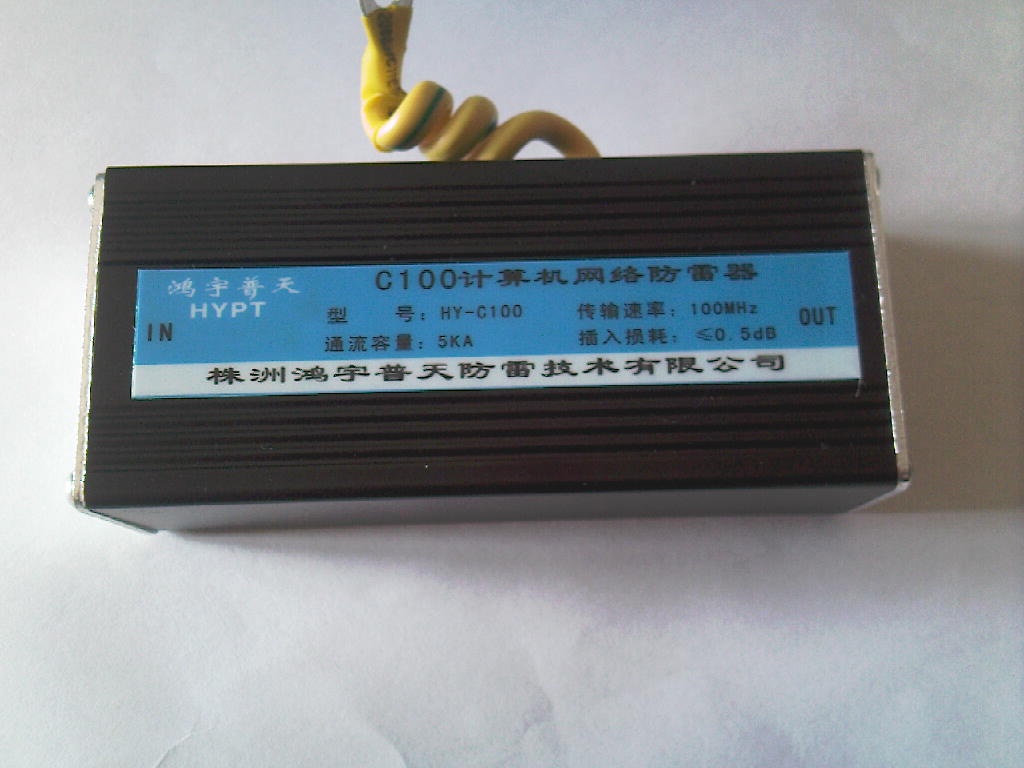 C100计算机网络防雷器
鸿宇普天
HYPT
IN
型 号：HY-C100
传输速率：100MHz
OUT
通流容量：5KA
插入损耗：≤0.5dB
株洲鸿宇普天防雷技术有限公司